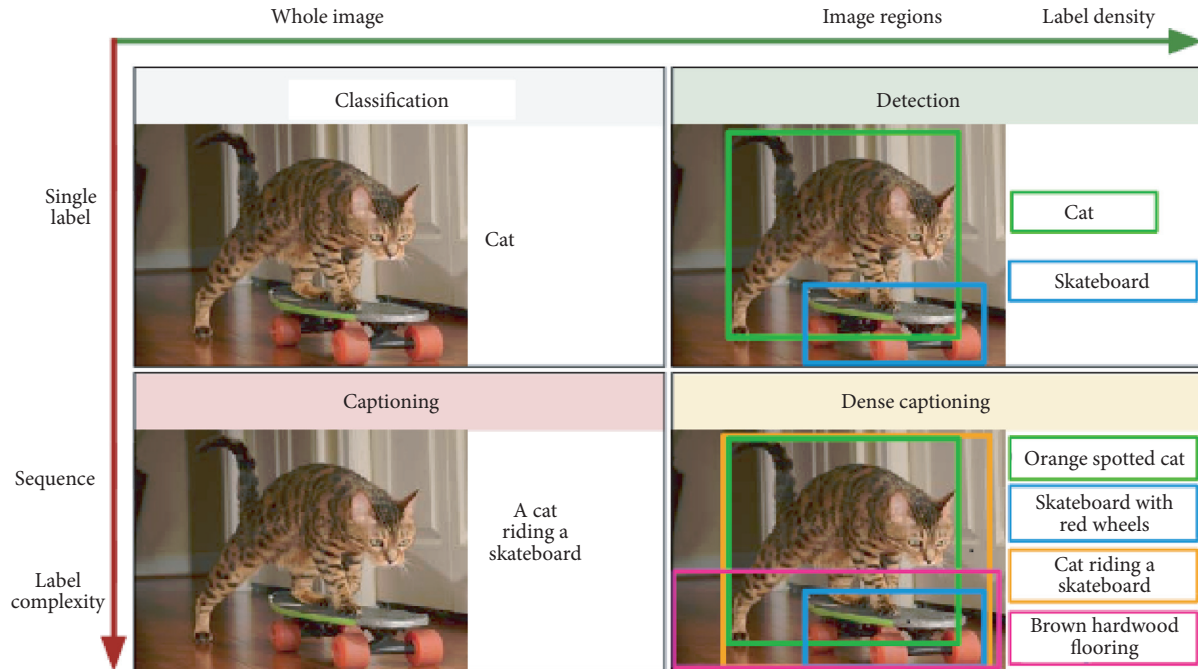 Whole image
Image regions
Label density
Classification
Detection
Single
label
Cat
Cat
Skateboard
Captioning
Dense captioning
Sequence
Label
complexity
A cat
riding a
skateboard
Orange spotted cat
Skateboard with
red wheels
Cat riding a
skateboard
Brown hardwood
flooring